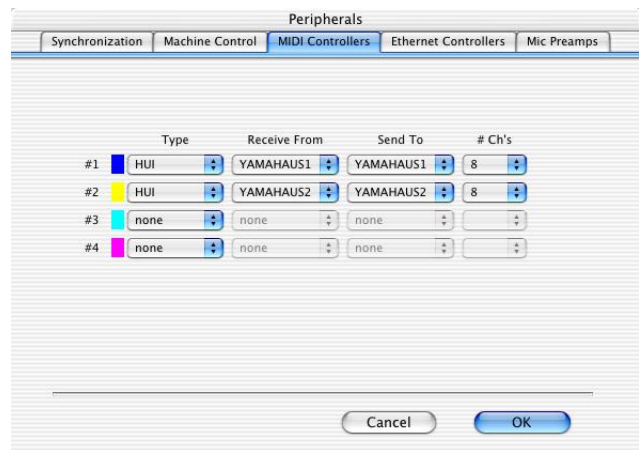 Peripherals
Synchronization Machine Control MIDI Controllers Ethernet Controllers Mic Preamps
Type Receive From Send To # Ch's
#1 HUI YAMAHAUS1 YAMAHAUS1 8
#2 HUI YAMAHAUS2 YAMAHAUS2 8
#3 none none none
#4 none none none
Cancel OK